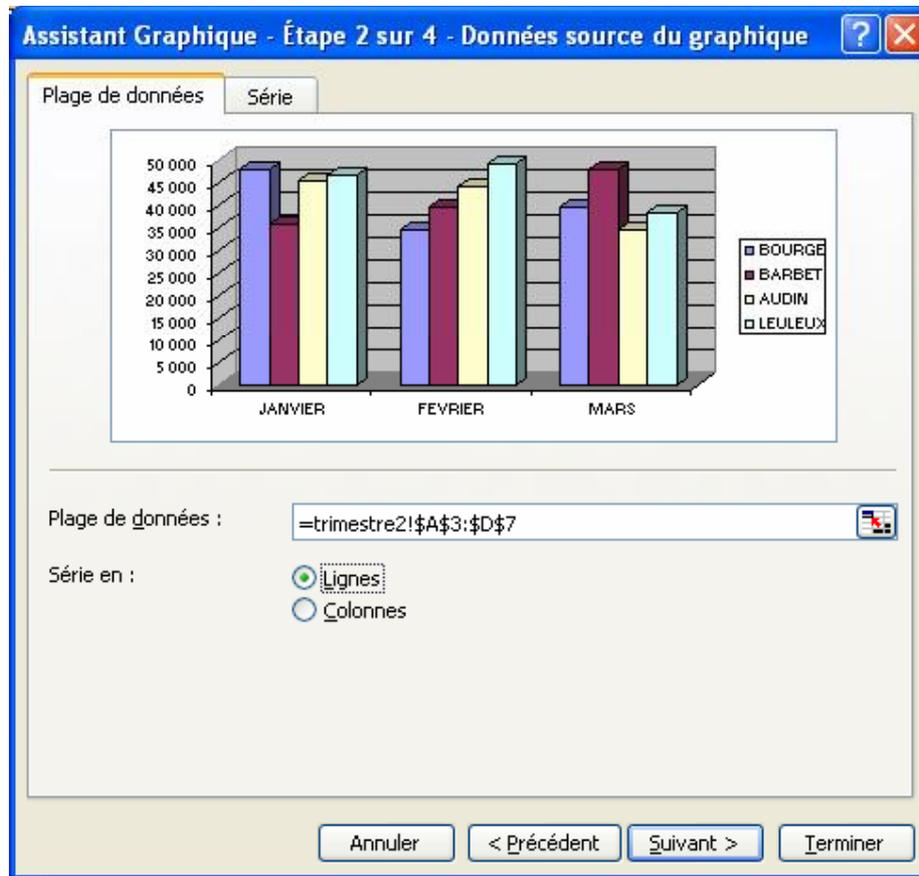 Assistant Graphique - Étape 2 sur 4 - Données source du graphique
Plage de données
Série
50 000
45 000
40 000
35 000
30 000
25 000
20 000
15 000
10 000
5 000
0
JANVIER
FEVRIER
MARS
BOURGE
BARBET
AUDIN
LEULEUX
Plage de données :
=trimestre2!$A$3:$D$7
Série en :
Lignes
Colonnes
Annuler
< Précédent
Suivant >
Terminer